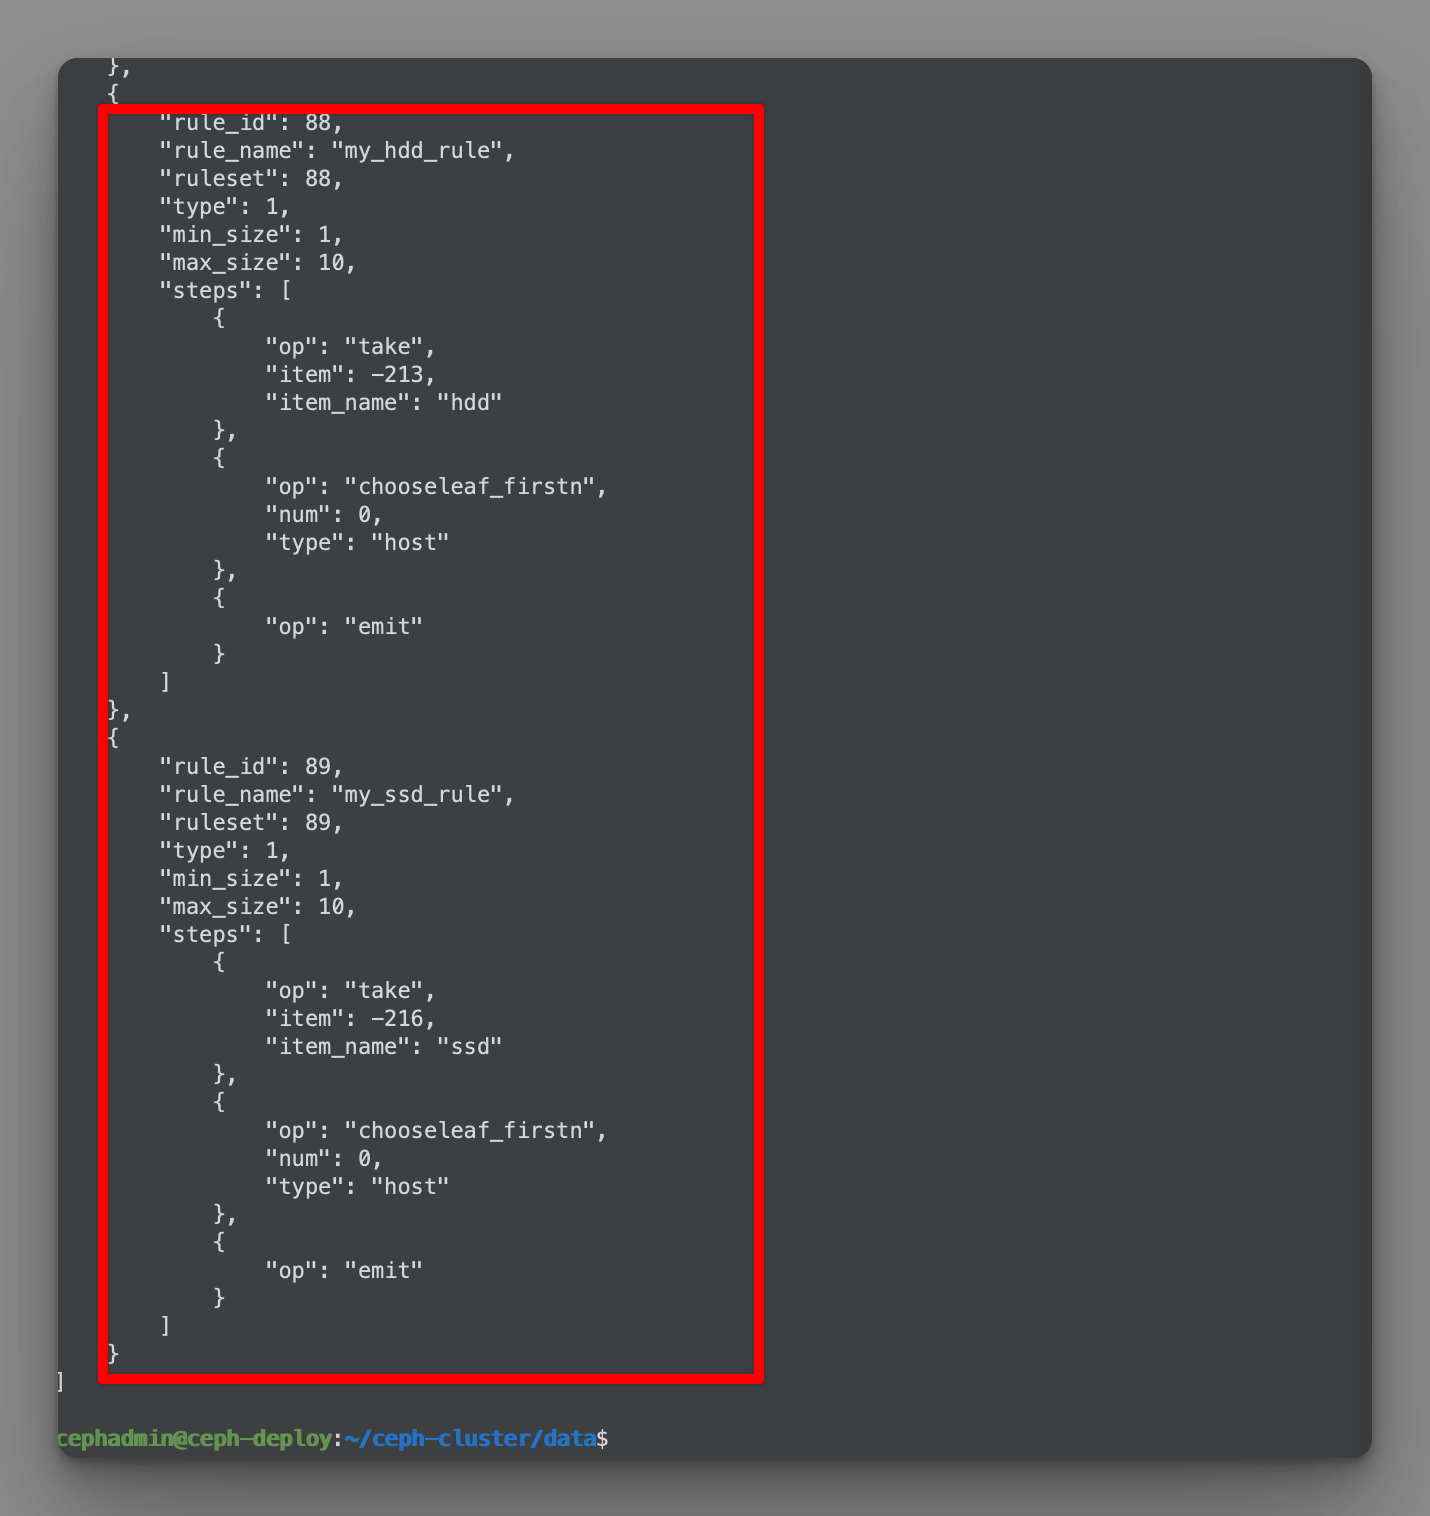 },
    {
        "rule_id": 88,
        "rule_name": "my_hdd_rule",
        "ruleset": 88,
        "type": 1,
        "min_size": 1,
        "max_size": 10,
        "steps": [
            {
                "op": "take",
                "item": -213,
                "item_name": "hdd"
            },
            {
                "op": "chooseleaf_firstn",
                "num": 0,
                "type": "host"
            },
            {
                "op": "emit"
            }
        ]
    },
    {
        "rule_id": 89,
        "rule_name": "my_ssd_rule",
        "ruleset": 89,
        "type": 1,
        "min_size": 1,
        "max_size": 10,
        "steps": [
            {
                "op": "take",
                "item": -216,
                "item_name": "ssd"
            },
            {
                "op": "chooseleaf_firstn",
                "num": 0,
                "type": "host"
            },
            {
                "op": "emit"
            }
        ]
    }
]
cephadmin@ceph-deploy:~/ceph-cluster/data$